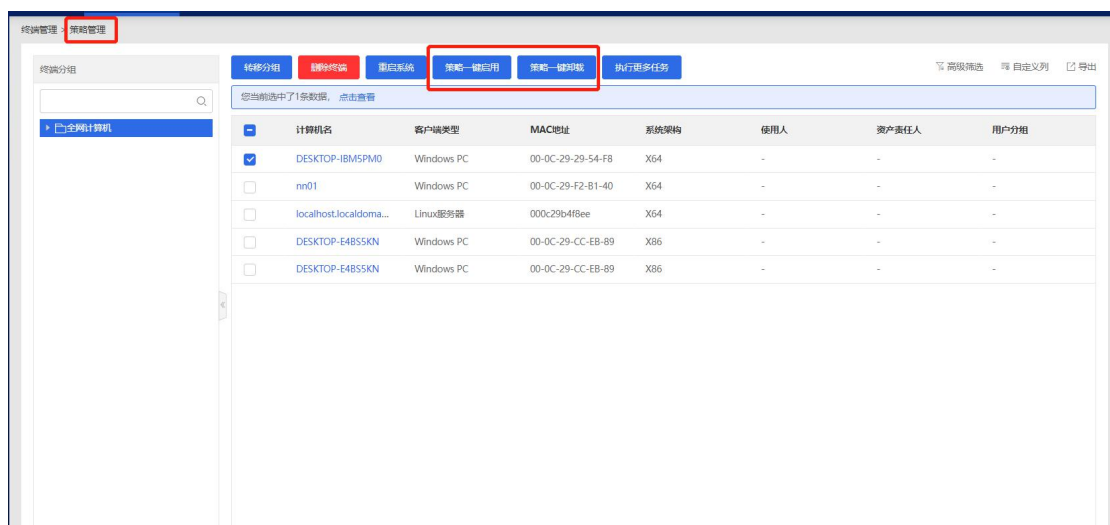 终端管理 > 策略管理
终端分组
转移分组 删除终端 重启系统 策略一键启用 策略一键卸载 执行更多任务 高级筛选 自定义列 导出
您当前选中了1条数据, 点击查看
全网计算机
计算机名 客户端类型 MAC地址 系统架构 使用人 资产责任人 用户分组
DESKTOP-IBM5PM0 Windows PC 00-0C-29-29-54-F8 X64 - - -
nn01 Windows PC 00-0C-29-F2-B1-40 X64 - - -
localhost.localdoma... Linux服务器 000c29b4f8ee X64 - - -
DESKTOP-E4BS5KN Windows PC 00-0C-29-CC-EB-89 X86 - - -
DESKTOP-E4BS5KN Windows PC 00-0C-29-CC-EB-89 X86 - - -